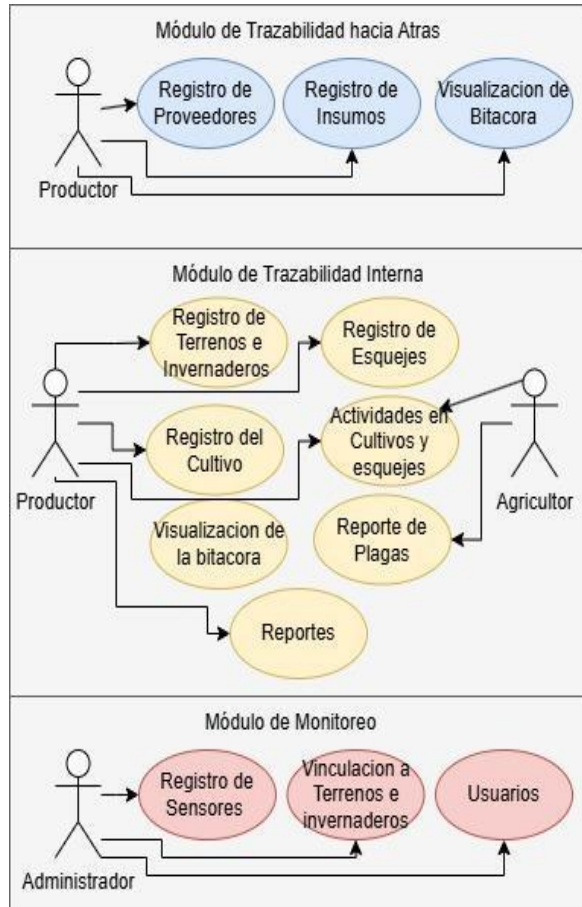 Módulo de Trazabilidad hacia Atras
Registro de
Proveedores
Registro de
Insumos
Visualizacion de
Bitacora
Productor
Módulo de Trazabilidad Interna
Registro de
Terrenos e
Invernaderos
Registro de
Esquejes
Registro del
Cultivo
Actividades en
Cultivos y
esquejes
Productor
Agricultor
Visualizacion de
la bitacora
Reporte de
Plagas
Reportes
Módulo de Monitoreo
Registro de
Sensores
Vinculacion a
Terrenos e
invernaderos
Usuarios
Administrador